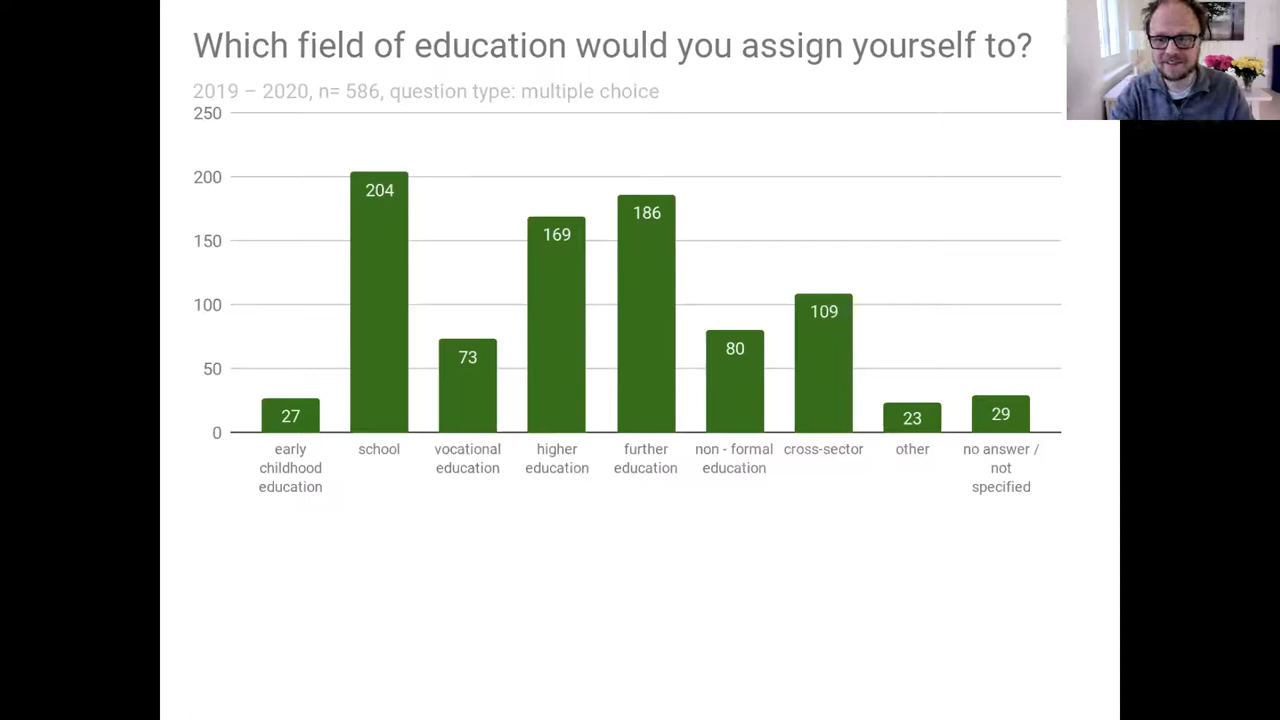 Which field of education would you assign yourself to?
2019 – 2020, n= 586, question type: multiple choice
250
200
150
100
50
0
204
169
186
73
80
109
27
23
29
early
childhood
education
school
vocational
education
higher
education
further
education
non - formal
education
cross-sector
other
no answer /
not
specified